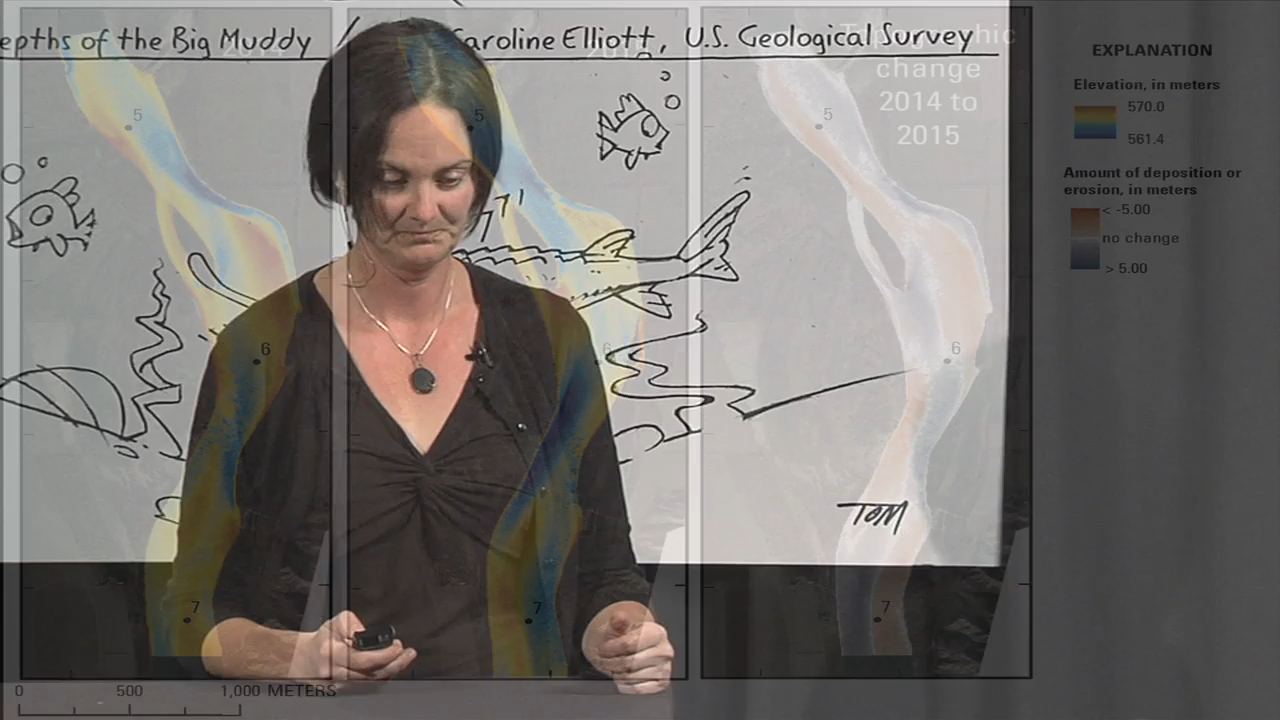 epths of the Big Muddy
Caroline Elliott, U.S. Geological Survey
change
2014 to
2015
EXPLANATION
Elevation, in meters
570.0
561.4
Amount of deposition or
erosion, in meters
< -5.00
no change
> 5.00
5
5
5
6
6
6
7
7
7
TOM
0
500
1,000 METERS